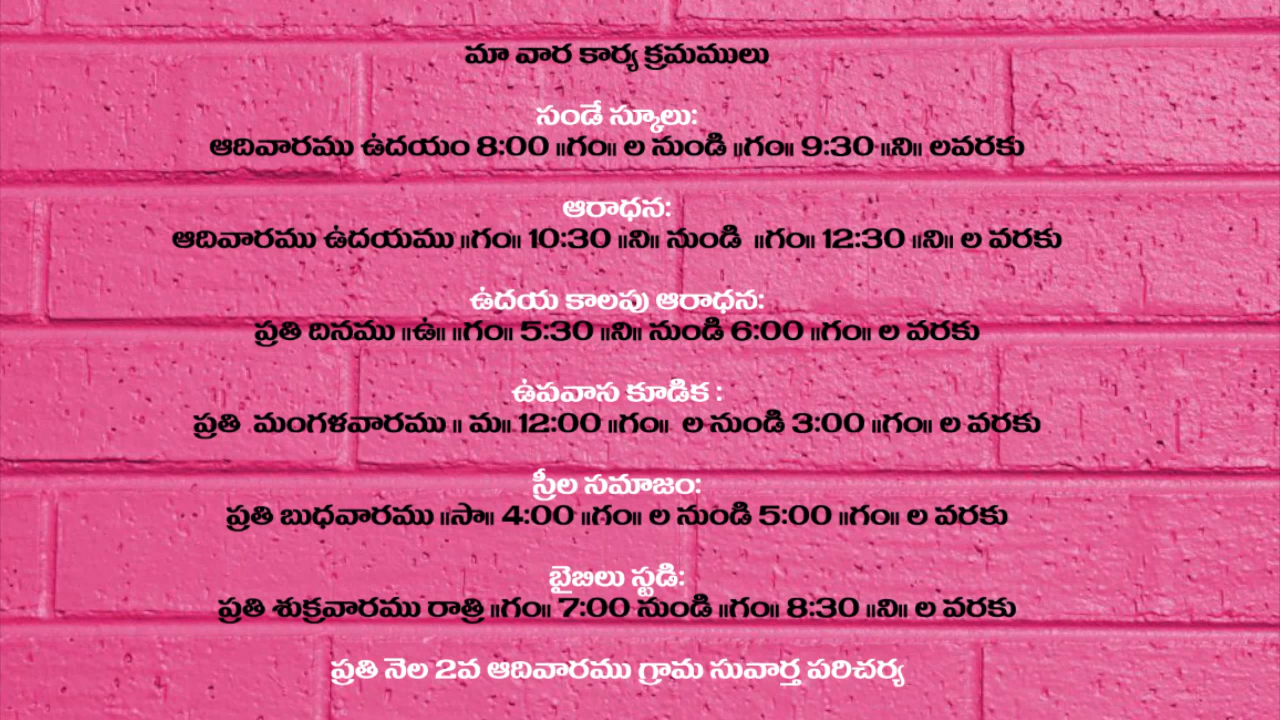 మా వార కార్య క్రమములు
సండే స్కూలు:
ఆదివారము ఉదయం 8:00 ॥గం॥ ల నుండి ॥గం॥ 9:30 ॥ని॥ లవరకు
ఆరాధన:
ఆదివారము ఉదయము ॥గం॥ 10:30 ॥ని॥ నుండి ॥గం॥ 12:30 ॥ని॥ ల వరకు
ఉదయ కాలపు ఆరాధన:
ప్రతి దినము ॥ఉ॥ ॥గం॥ 5:30 ॥ని॥ నుండి 6:00 ॥గం॥ ల వరకు
ఉపవాస కూడిక :
ప్రతి మంగళవారము ॥ మ॥ 12:00 ॥గం॥ ల నుండి 3:00 ॥గం॥ ల వరకు
స్త్రీల సమాజం:
ప్రతి బుధవారము ॥సా॥ 4:00 ॥గం॥ ల నుండి 5:00 ॥గం॥ ల వరకు
బైబిలు స్టడి:
ప్రతి శుక్రవారము రాత్రి ॥గం॥ 7:00 నుండి ॥గం॥ 8:30 ॥ని॥ ల వరకు
ప్రతి నెల 2వ ఆదివారము గ్రామ సువార్త పరిచర్య